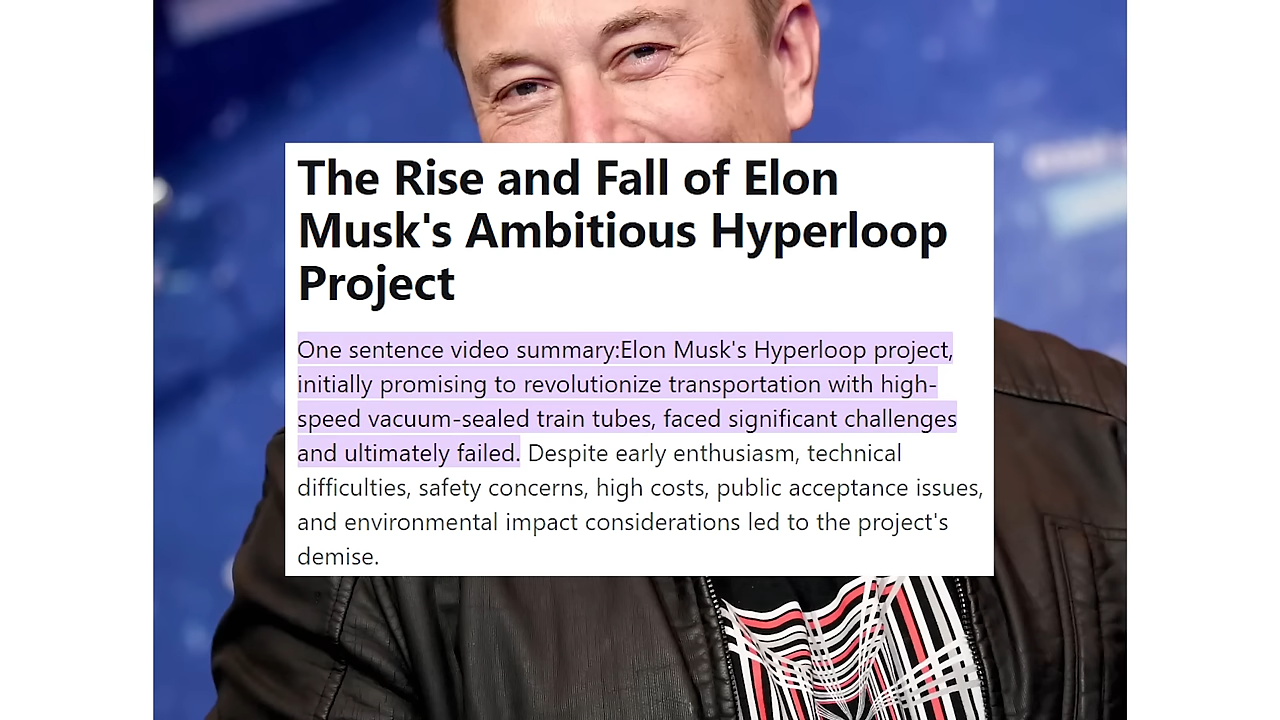 The Rise and Fall of Elon
Musk's Ambitious Hyperloop
Project
One sentence video summary:Elon Musk's Hyperloop project,
initially promising to revolutionize transportation with high-
speed vacuum-sealed train tubes, faced significant challenges
and ultimately failed. Despite early enthusiasm, technical
difficulties, safety concerns, high costs, public acceptance issues,
and environmental impact considerations led to the project's
demise.